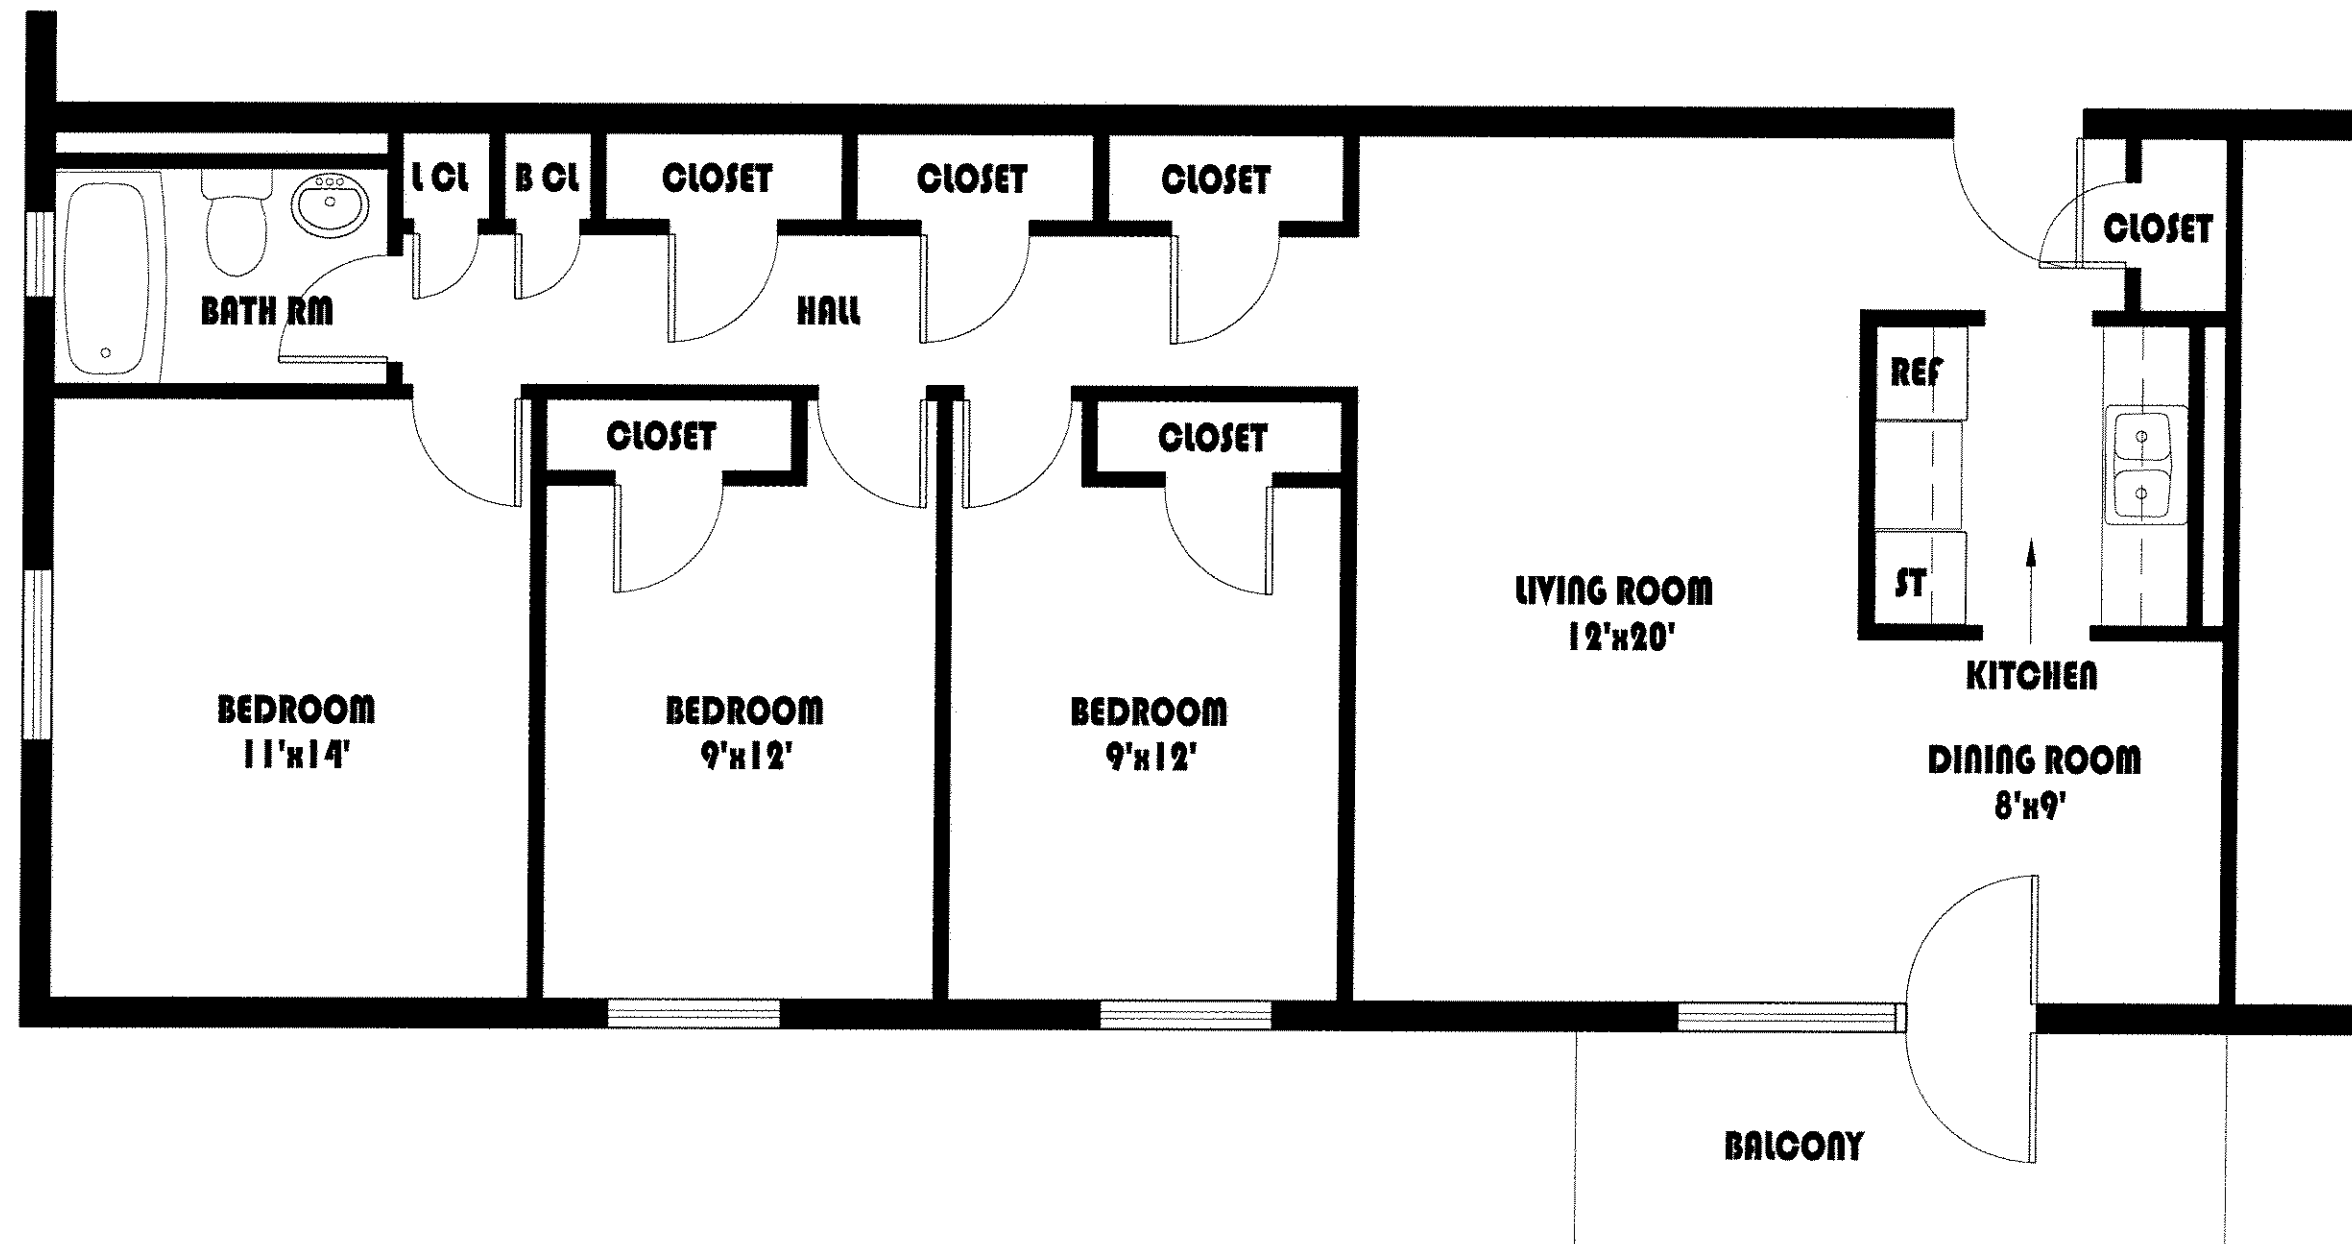 L CL
B CL
CLOSET
CLOSET
CLOSET
CLOSET
BATH RM
HALL
REF
CLOSET
CLOSET
ST
LIVING ROOM
12'x20'
KITCHEN
BEDROOM
11'x14'
BEDROOM
9'x12'
BEDROOM
9'x12'
DINING ROOM
8'x9'
BALCONY